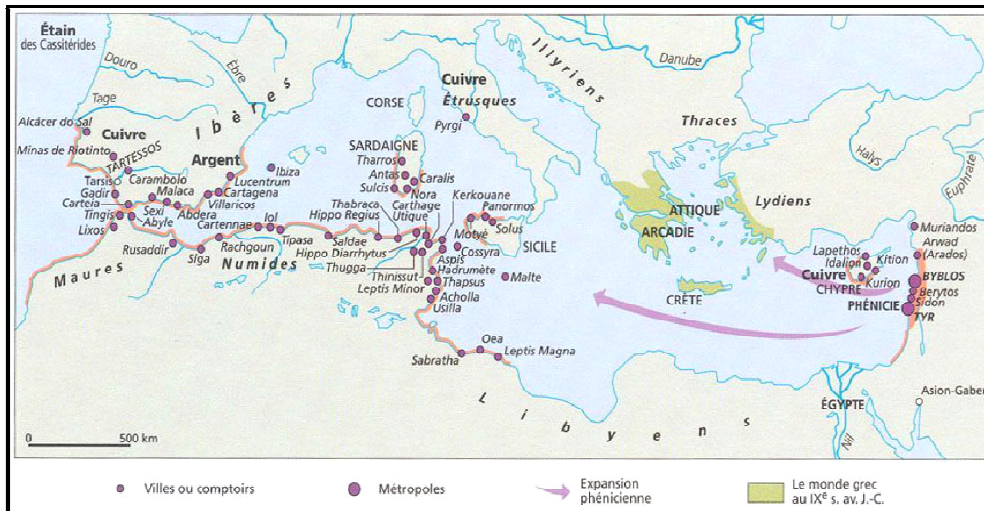 Étain
des Cassitérides
Douro
Tage
Èbre
Ibères
Alcácer do Sal
Cuivre
Minas de Riotinto
TARTESSOS
Argent
Tarsis
Carambolo
Gadir
Malaca
Carteia
Sexi
Tingis
Abyle
Abdera
Lixos
Villaricos
Cartagena
Lucentrum
Ibiza
Rusaddir
Siga
Rachgoun
Cartennae
Iol
Tipasa
Saldae
Maures
Numides
CORSE
Cuivre
Étrusques
Pyrgi
SARDAIGNE
Tharros
Antas
Sulcis
Caralis
Nora
Kerkouane
Carthage
Panormos
Thabraca
Utique
Hippo Regius
Motyé
Solus
SICILE
Hippo Diarrhytus
Cossyra
Aspis
Thugga
Hadrumète
Thinissut
Thapsus
Malte
Leptis Minor
Acholla
Usilla
Oea
Sabratha
Leptis Magna
Illyriens
Danube
Thraces
Halys
Euphrate
Lydiens
ATTIQUE
ARCADIE
CRÈTE
Muriandos
Lapethos
Kition
Arwad
(Arados)
Idalion
Cuivre
Kurion
BYBLOS
CHYPRE
Berytos
PHÉNICIE
Sidon
TYR
Asion-Gaber
ÉGYPTE
Nil
Libyens
0
500 km
Villes ou comptoirs
Métropoles
Expansion
phénicienne
Le monde grec
au IXe s. av. J.-C.